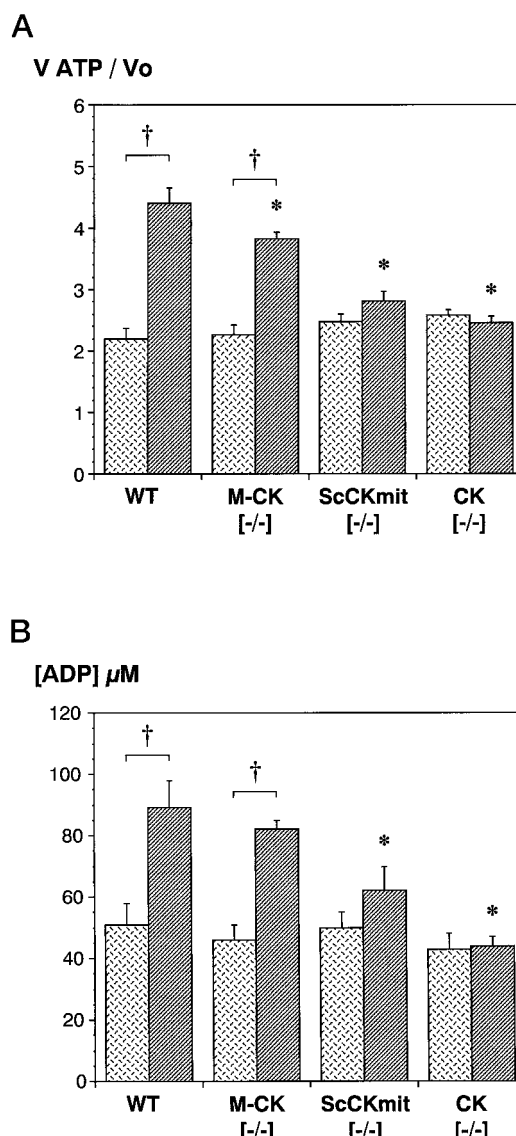 A
V ATP / Vo
6
†
†
5
*
4
3
*
*
2
1
0
WT M-CK ScCKmit CK
[-/-] [-/-] [-/-]
B
[ADP] µM
120
†
†
100
80
*
60
*
40
20
0
WT M-CK ScCKmit CK
[-/-] [-/-] [-/-]